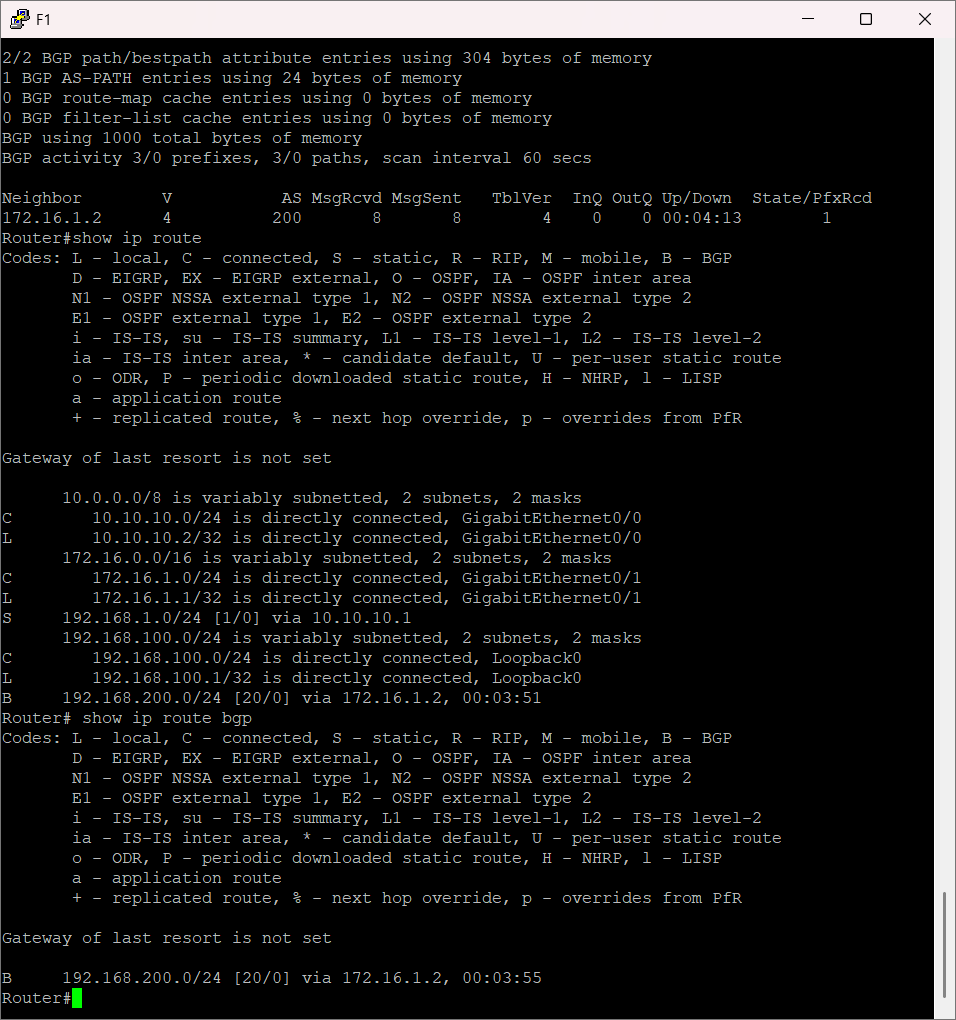 F1
2/2 BGP path/bestpath attribute entries using 304 bytes of memory
1 BGP AS-PATH entries using 24 bytes of memory
0 BGP route-map cache entries using 0 bytes of memory
0 BGP filter-list cache entries using 0 bytes of memory
BGP using 1000 total bytes of memory
BGP activity 3/0 prefixes, 3/0 paths, scan interval 60 secs

Neighbor        V           AS MsgRcvd MsgSent   TblVer  InQ OutQ Up/Down  State/PfxRcd
172.16.1.2      4          200       8       8        4    0    0 00:04:13        1
Router#show ip route
Codes: L - local, C - connected, S - static, R - RIP, M - mobile, B - BGP
       D - EIGRP, EX - EIGRP external, O - OSPF, IA - OSPF inter area
       N1 - OSPF NSSA external type 1, N2 - OSPF NSSA external type 2
       E1 - OSPF external type 1, E2 - OSPF external type 2
       i - IS-IS, su - IS-IS summary, L1 - IS-IS level-1, L2 - IS-IS level-2
       ia - IS-IS inter area, * - candidate default, U - per-user static route
       o - ODR, P - periodic downloaded static route, H - NHRP, l - LISP
       a - application route
       + - replicated route, % - next hop override, p - overrides from PfR

Gateway of last resort is not set

      10.0.0.0/8 is variably subnetted, 2 subnets, 2 masks
C        10.10.10.0/24 is directly connected, GigabitEthernet0/0
L        10.10.10.2/32 is directly connected, GigabitEthernet0/0
      172.16.0.0/16 is variably subnetted, 2 subnets, 2 masks
C        172.16.1.0/24 is directly connected, GigabitEthernet0/1
L        172.16.1.1/32 is directly connected, GigabitEthernet0/1
S     192.168.1.0/24 [1/0] via 10.10.10.1
      192.168.100.0/24 is variably subnetted, 2 subnets, 2 masks
C        192.168.100.0/24 is directly connected, Loopback0
L        192.168.100.1/32 is directly connected, Loopback0
B     192.168.200.0/24 [20/0] via 172.16.1.2, 00:03:51
Router# show ip route bgp
Codes: L - local, C - connected, S - static, R - RIP, M - mobile, B - BGP
       D - EIGRP, EX - EIGRP external, O - OSPF, IA - OSPF inter area
       N1 - OSPF NSSA external type 1, N2 - OSPF NSSA external type 2
       E1 - OSPF external type 1, E2 - OSPF external type 2
       i - IS-IS, su - IS-IS summary, L1 - IS-IS level-1, L2 - IS-IS level-2
       ia - IS-IS inter area, * - candidate default, U - per-user static route
       o - ODR, P - periodic downloaded static route, H - NHRP, l - LISP
       a - application route
       + - replicated route, % - next hop override, p - overrides from PfR

Gateway of last resort is not set

B     192.168.200.0/24 [20/0] via 172.16.1.2, 00:03:55
Router#